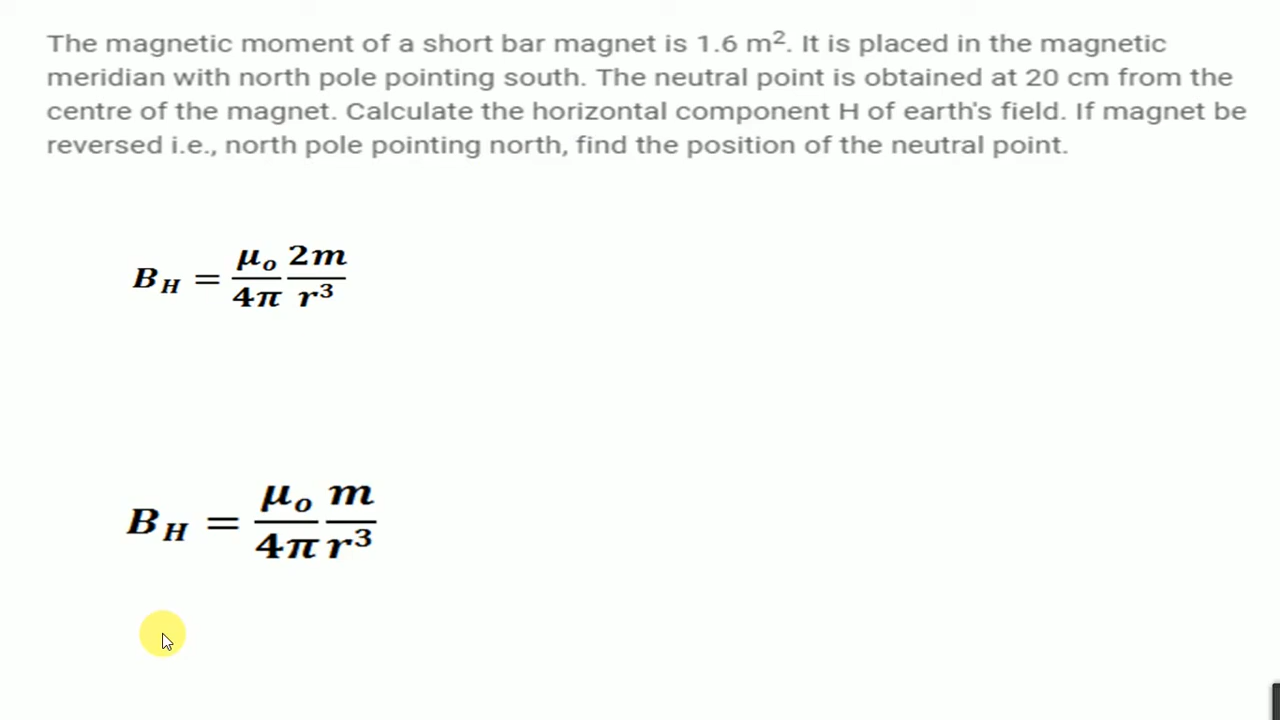 The magnetic moment of a short bar magnet is 1.6 m². It is placed in the magnetic
meridian with north pole pointing south. The neutral point is obtained at 20 cm from the
centre of the magnet. Calculate the horizontal component H of earth's field. If magnet be
reversed i.e., north pole pointing north, find the position of the neutral point.
B_H = μ_o/4π 2m/r³
B_H = μ_o/4π m/r³